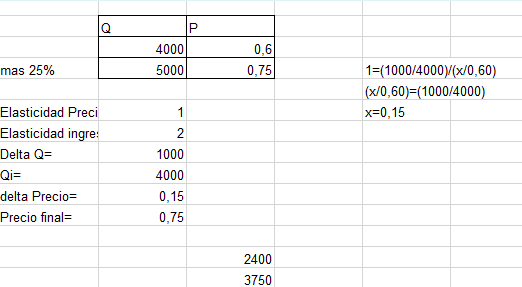 Q P
4000 0,6
mas 25% 5000 0,75 1=(1000/4000)/(x/0,60)
(x/0,60)=(1000/4000)
Elasticidad Preci 1 x=0,15
Elasticidad ingre 2
Delta Q= 1000
Qi= 4000
delta Precio= 0,15
Precio final= 0,75
2400
3750